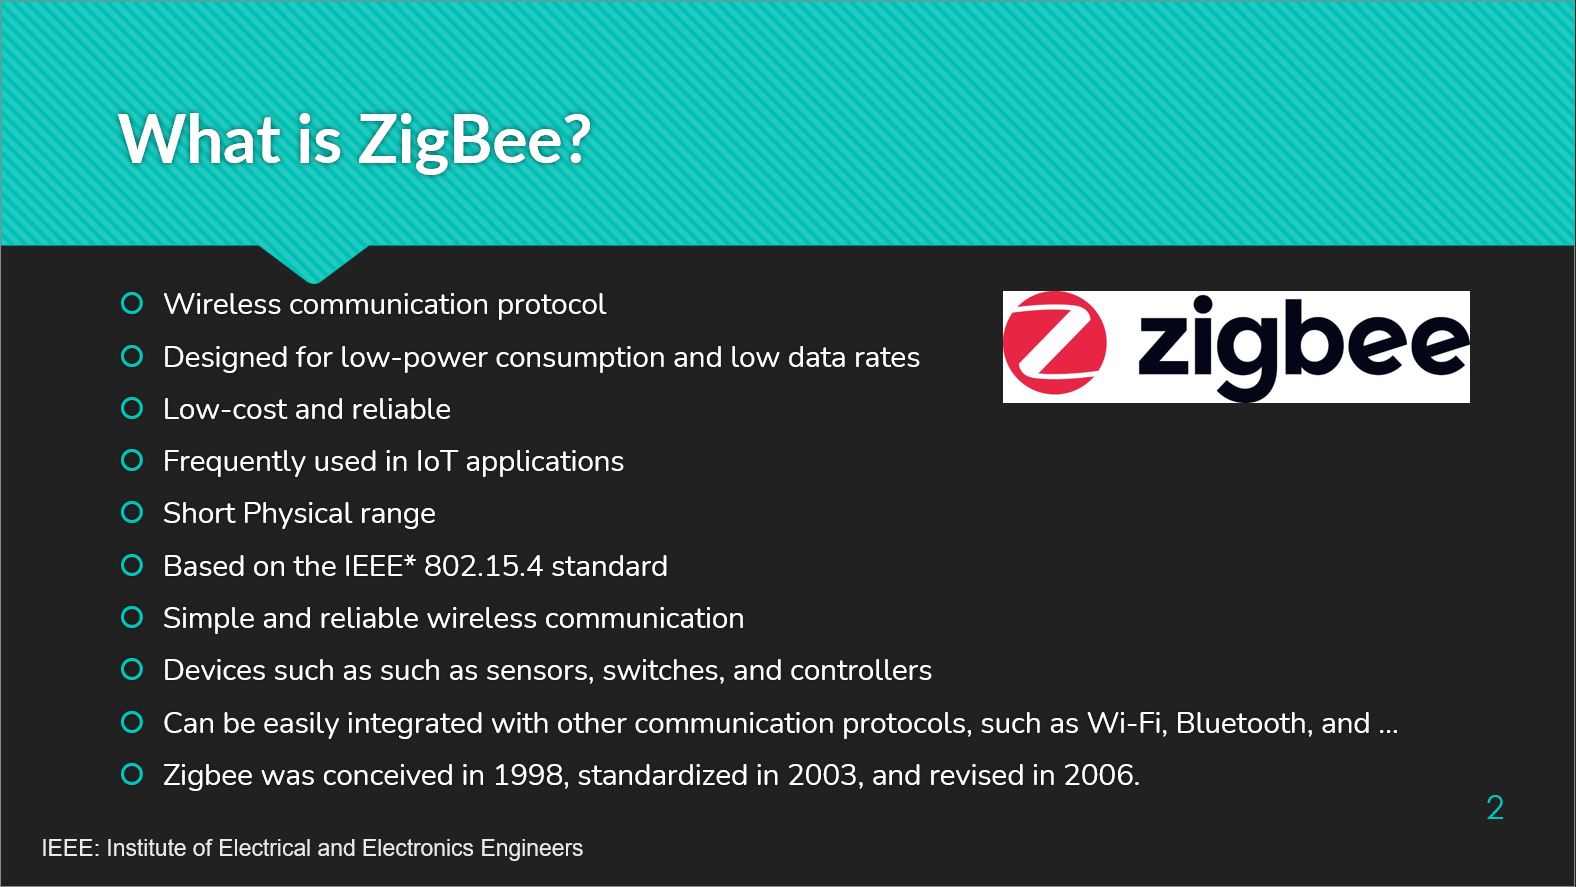 What is ZigBee?
Wireless communication protocol
zigbee
Designed for low-power consumption and low data rates
Low-cost and reliable
Frequently used in IoT applications
Short Physical range
Based on the IEEE* 802.15.4 standard
Simple and reliable wireless communication
Devices such as such as sensors, switches, and controllers
Can be easily integrated with other communication protocols, such as Wi-Fi, Bluetooth, and ...
Zigbee was conceived in 1998, standardized in 2003, and revised in 2006.
2
IEEE: Institute of Electrical and Electronics Engineers